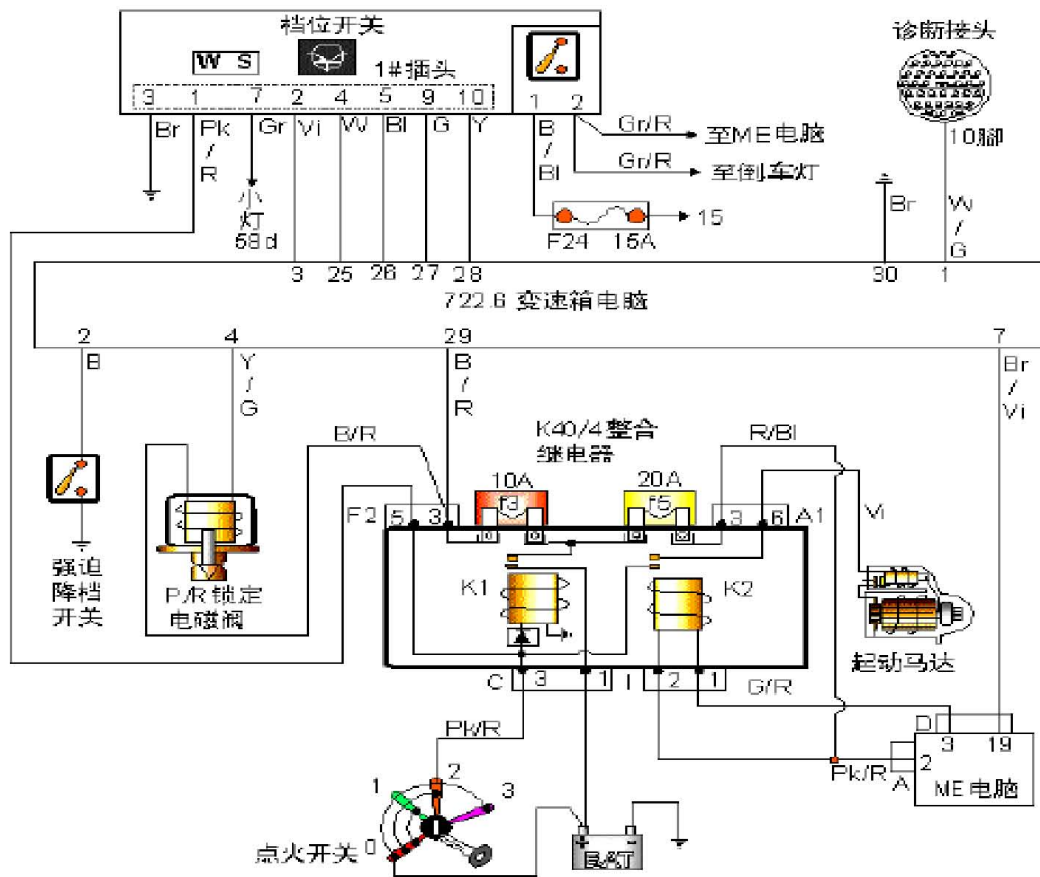 档位开关
诊断接头
W S
1#插头
3 1 7 2 4 5 9 10
1 2
Br
Pk
/
R
Gr
Vi
W
Bl
G
Y
B
/
Bl
Gr/R
至ME电脑
Gr/R
至倒车灯
10脚
小
灯
58d
F24 15A
15
Br
W
/
G
3 25 26 27 28
30 1
722.6 变速箱电脑
2 4 29 7
B
Y
/
G
B
/
R
Br
/
Vi
B/R
K40/4整合
继电器
R/Bl
10A
20A
f3
f5
F2 5 3
3 6 A1
Vi
强迫
降档
开关
P/R锁定
电磁阀
K1
K2
起动马达
C 3 1
I 2 1 G/R
Pk/R
D
3 19
2
Pk/R A
ME电脑
1 2 3
点火开关 0
+ -
BAT